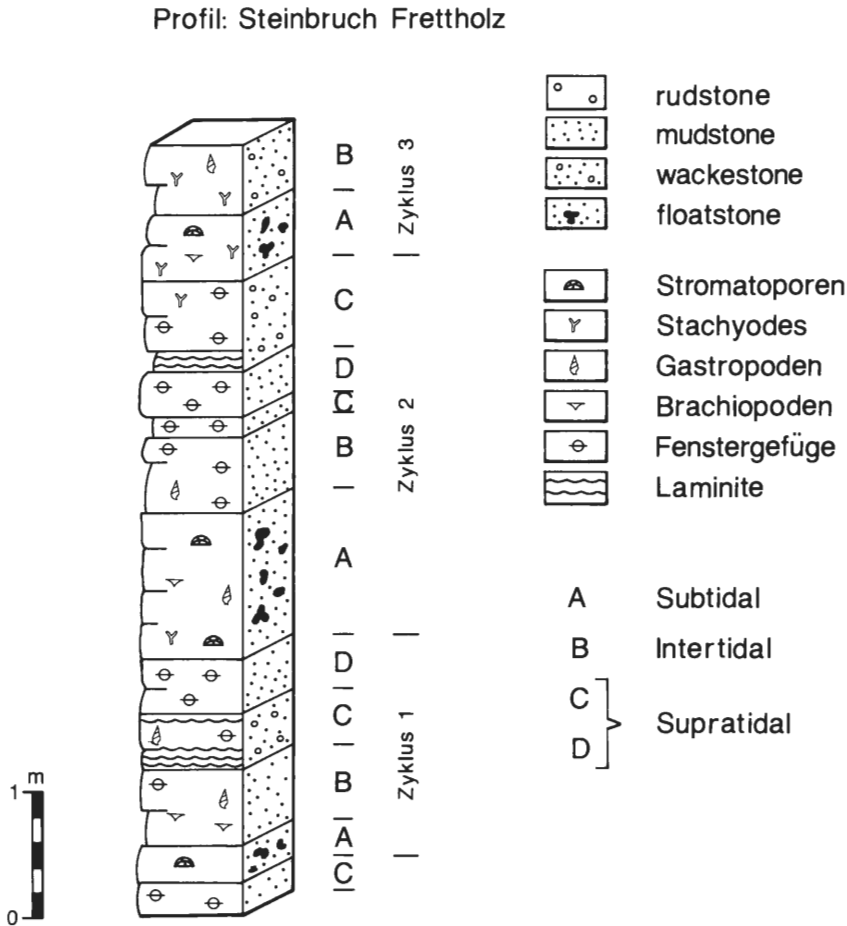 Profil: Steinbruch Frettholz
B
A
Zyklus 3
C
D
C
B
A
Zyklus 2
D
C
B
A
Zyklus 1
C
m
1
0
rudstone
mudstone
wackestone
floatstone
Stromatoporen
Stachyodes
Gastropoden
Brachiopoden
Fenstergefüge
Laminite
A Subtidal
B Intertidal
C
D
Supratidal